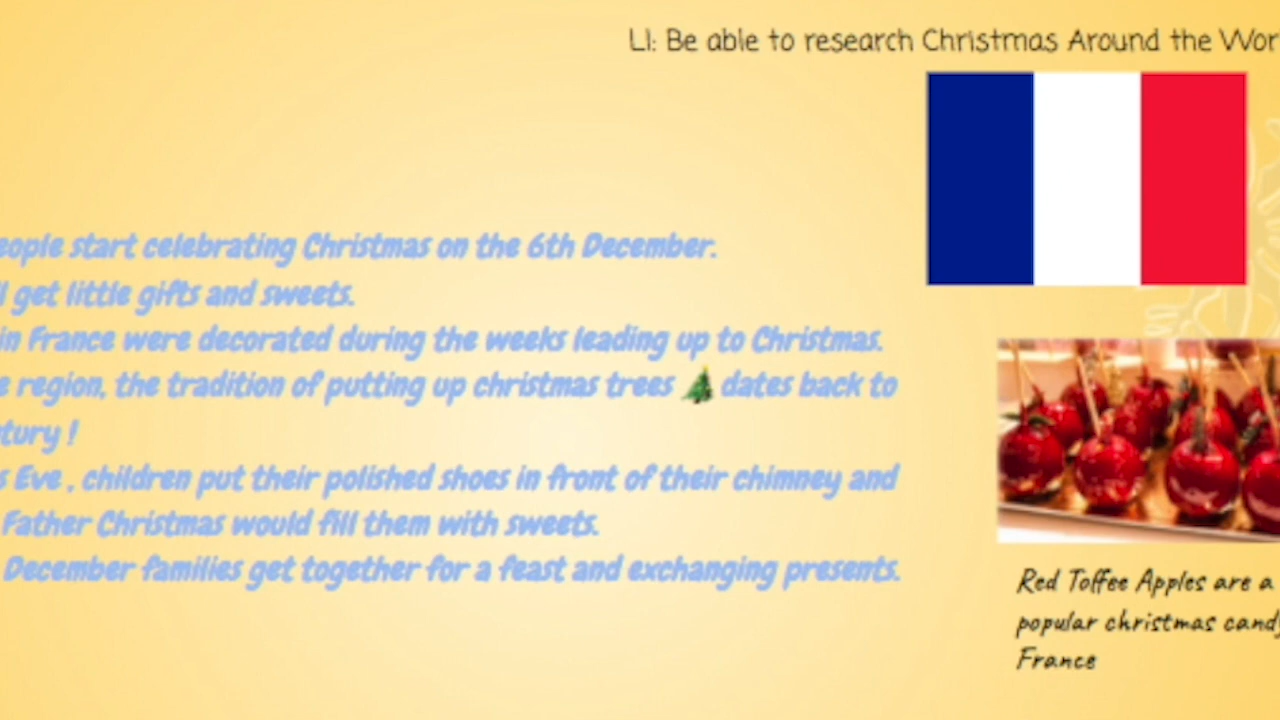 LI: Be able to research Christmas Around the Wor
eople start celebrating Christmas on the 6th December.
l get little gifts and sweets.
in France were decorated during the weeks leading up to Christmas.
e region, the tradition of putting up christmas trees 🎄 dates back to
tury !
s Eve , children put their polished shoes in front of their chimney and
Father Christmas would fill them with sweets.
December families get together for a feast and exchanging presents.
Red Toffee Apples are a
popular christmas candy
France